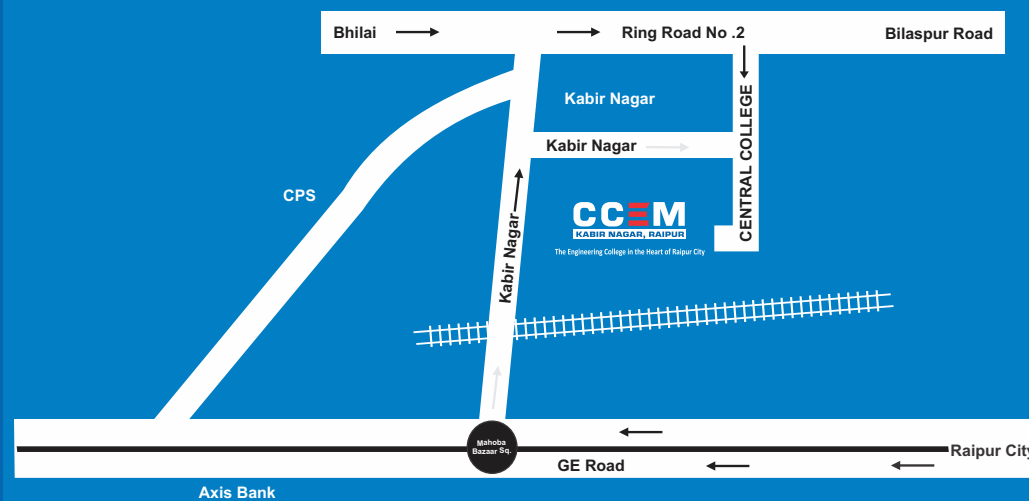 Bhilai
Ring Road No .2
Bilaspur Road
Kabir Nagar
CENTRAL COLLEGE
Kabir Nagar
CPS
CCEM
KABIR NAGAR, RAIPUR
The Engineering College in the Heart of Raipur City
Kabir Nagar
Mahoba
Bazaar Sq.
Raipur City
GE Road
Axis Bank